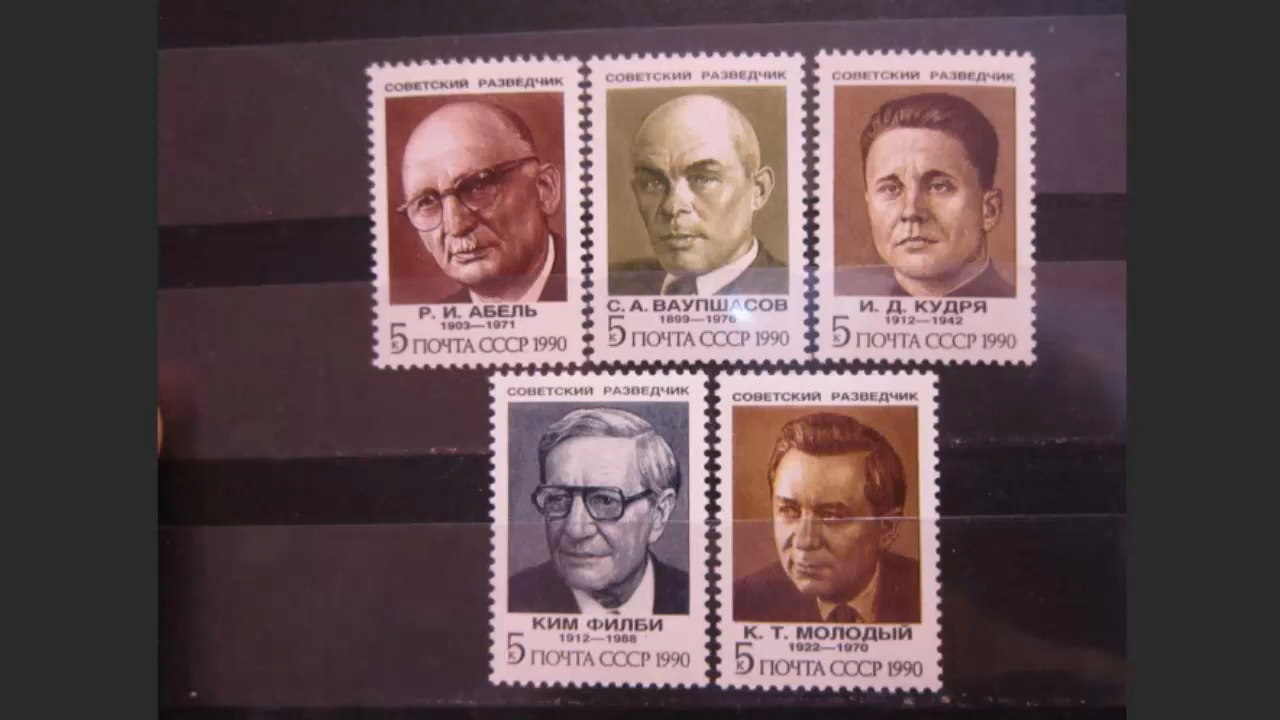 СОВЕТСКИЙ РАЗВЕДЧИК
Р. И. АБЕЛЬ
1903—1971
5 к ПОЧТА СССР 1990
СОВЕТСКИЙ РАЗВЕДЧИК
С. А. ВАУПШАСОВ
1899—1976
5 к ПОЧТА СССР 1990
СОВЕТСКИЙ РАЗВЕДЧИК
И. Д. КУДРЯ
1912—1942
5 к ПОЧТА СССР 1990
СОВЕТСКИЙ РАЗВЕДЧИК
КИМ ФИЛБИ
1912—1988
5 к ПОЧТА СССР 1990
СОВЕТСКИЙ РАЗВЕДЧИК
К. Т. МОЛОДЫЙ
1922—1970
5 к ПОЧТА СССР 1990